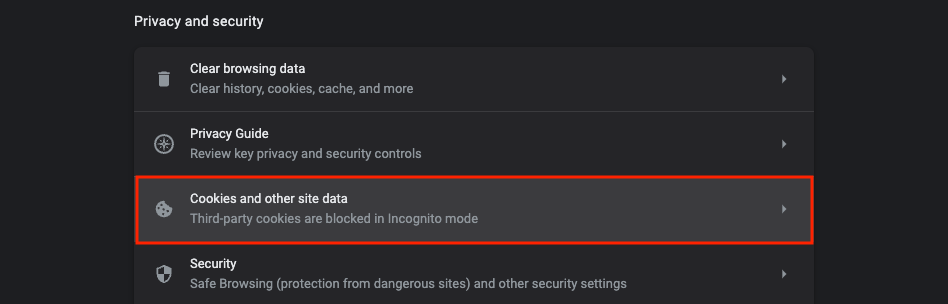 Privacy and security
Clear browsing data
Clear history, cookies, cache, and more
Privacy Guide
Review key privacy and security controls
Cookies and other site data
Third-party cookies are blocked in Incognito mode
Security
Safe Browsing (protection from dangerous sites) and other security settings